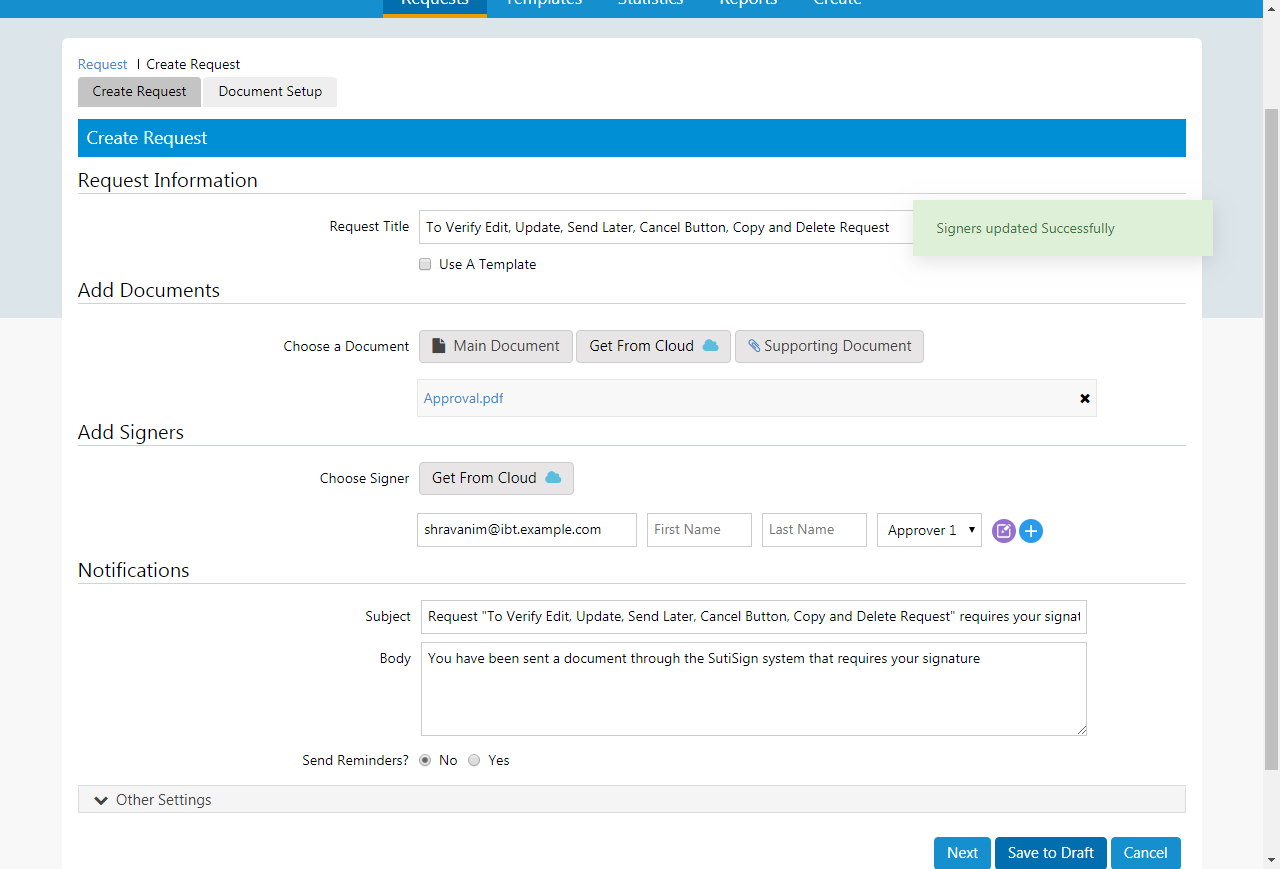 Requests Templates Statistics Reports Create
Request | Create Request
Create Request Document Setup
Create Request
Request Information
Request Title To Verify Edit, Update, Send Later, Cancel Button, Copy and Delete Request
Signers updated Successfully
Use A Template
Add Documents
Choose a Document Main Document Get From Cloud Supporting Document
Approval.pdf
Add Signers
Choose Signer Get From Cloud
shravanim@ibt.example.com First Name Last Name Approver 1
Notifications
Subject Request "To Verify Edit, Update, Send Later, Cancel Button, Copy and Delete Request" requires your signat
Body You have been sent a document through the SutiSign system that requires your signature
Send Reminders? No Yes
Other Settings
Next Save to Draft Cancel